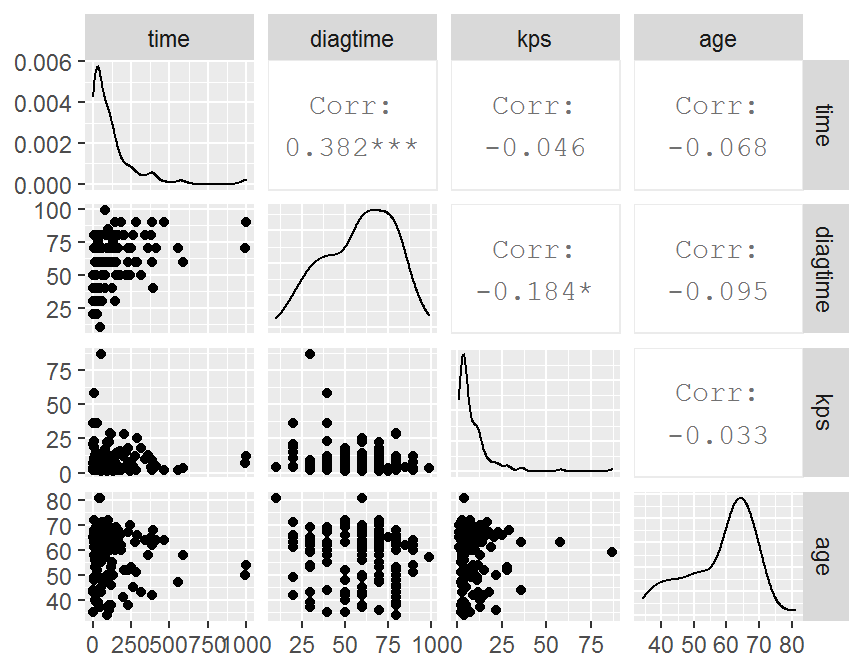 time diagtime kps age
0.006
0.004
0.002
0.000
Corr:
0.382***
Corr:
-0.046
Corr:
-0.068
time
100
75
50
25
Corr:
-0.184*
Corr:
-0.095
diagtime
75
50
25
0
Corr:
-0.033
kps
80
70
60
50
40
age
0 250 500 750 1000 25 50 75 100 0 25 50 75 40 50 60 70 80